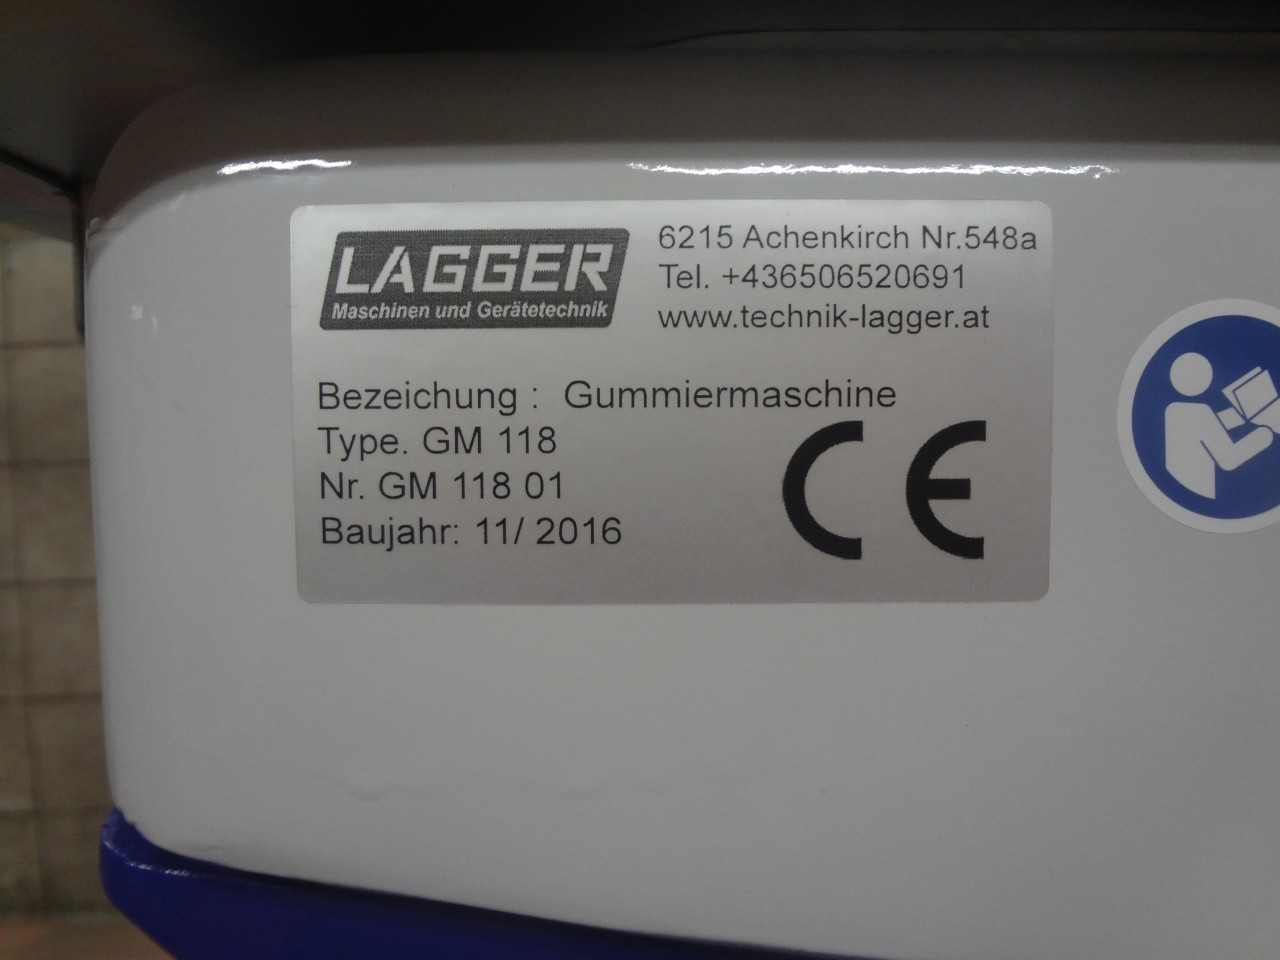 LAGGER
Maschinen und Gerätetechnik
6215 Achenkirch Nr.548a
Tel. +436506520691
www.technik-lagger.at
Bezeichung : Gummiermaschine
Type. GM 118
Nr. GM 118 01
Baujahr: 11/ 2016
CE